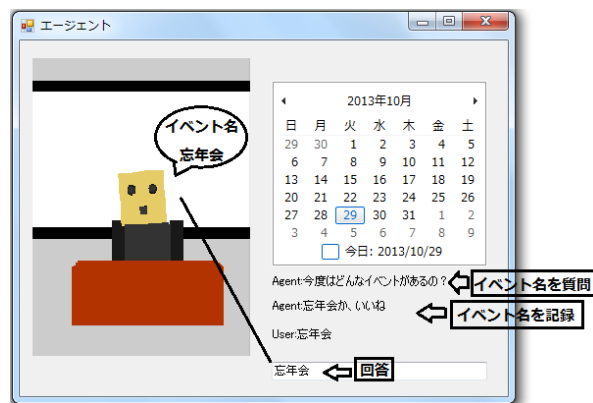 エージェント
イベント名
忘年会
2013年10月
日 月 火 水 木 金 土
29 30 1 2 3 4 5
6 7 8 9 10 11 12
13 14 15 16 17 18 19
20 21 22 23 24 25 26
27 28 29 30 31 1 2
3 4 5 6 7 8 9
今日: 2013/10/29
Agent:今度はどんなイベントがあるの？
イベント名を質問
Agent:忘年会か、いいね
イベント名を記録
User:忘年会
忘年会
回答